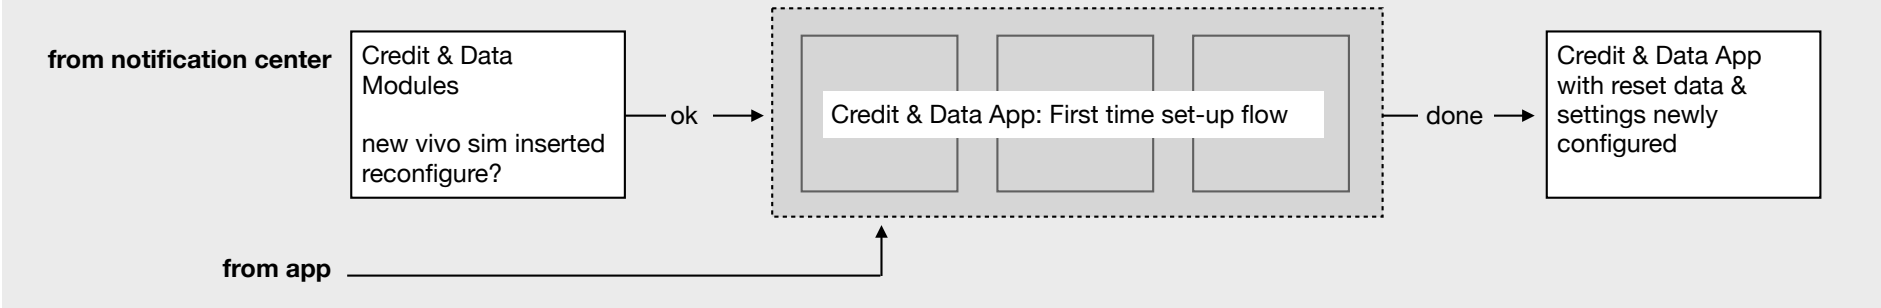 from notification center
Credit & Data
Modules
new vivo sim inserted
reconfigure?
ok
Credit & Data App: First time set-up flow
done
Credit & Data App
with reset data &
settings newly
configured
from app